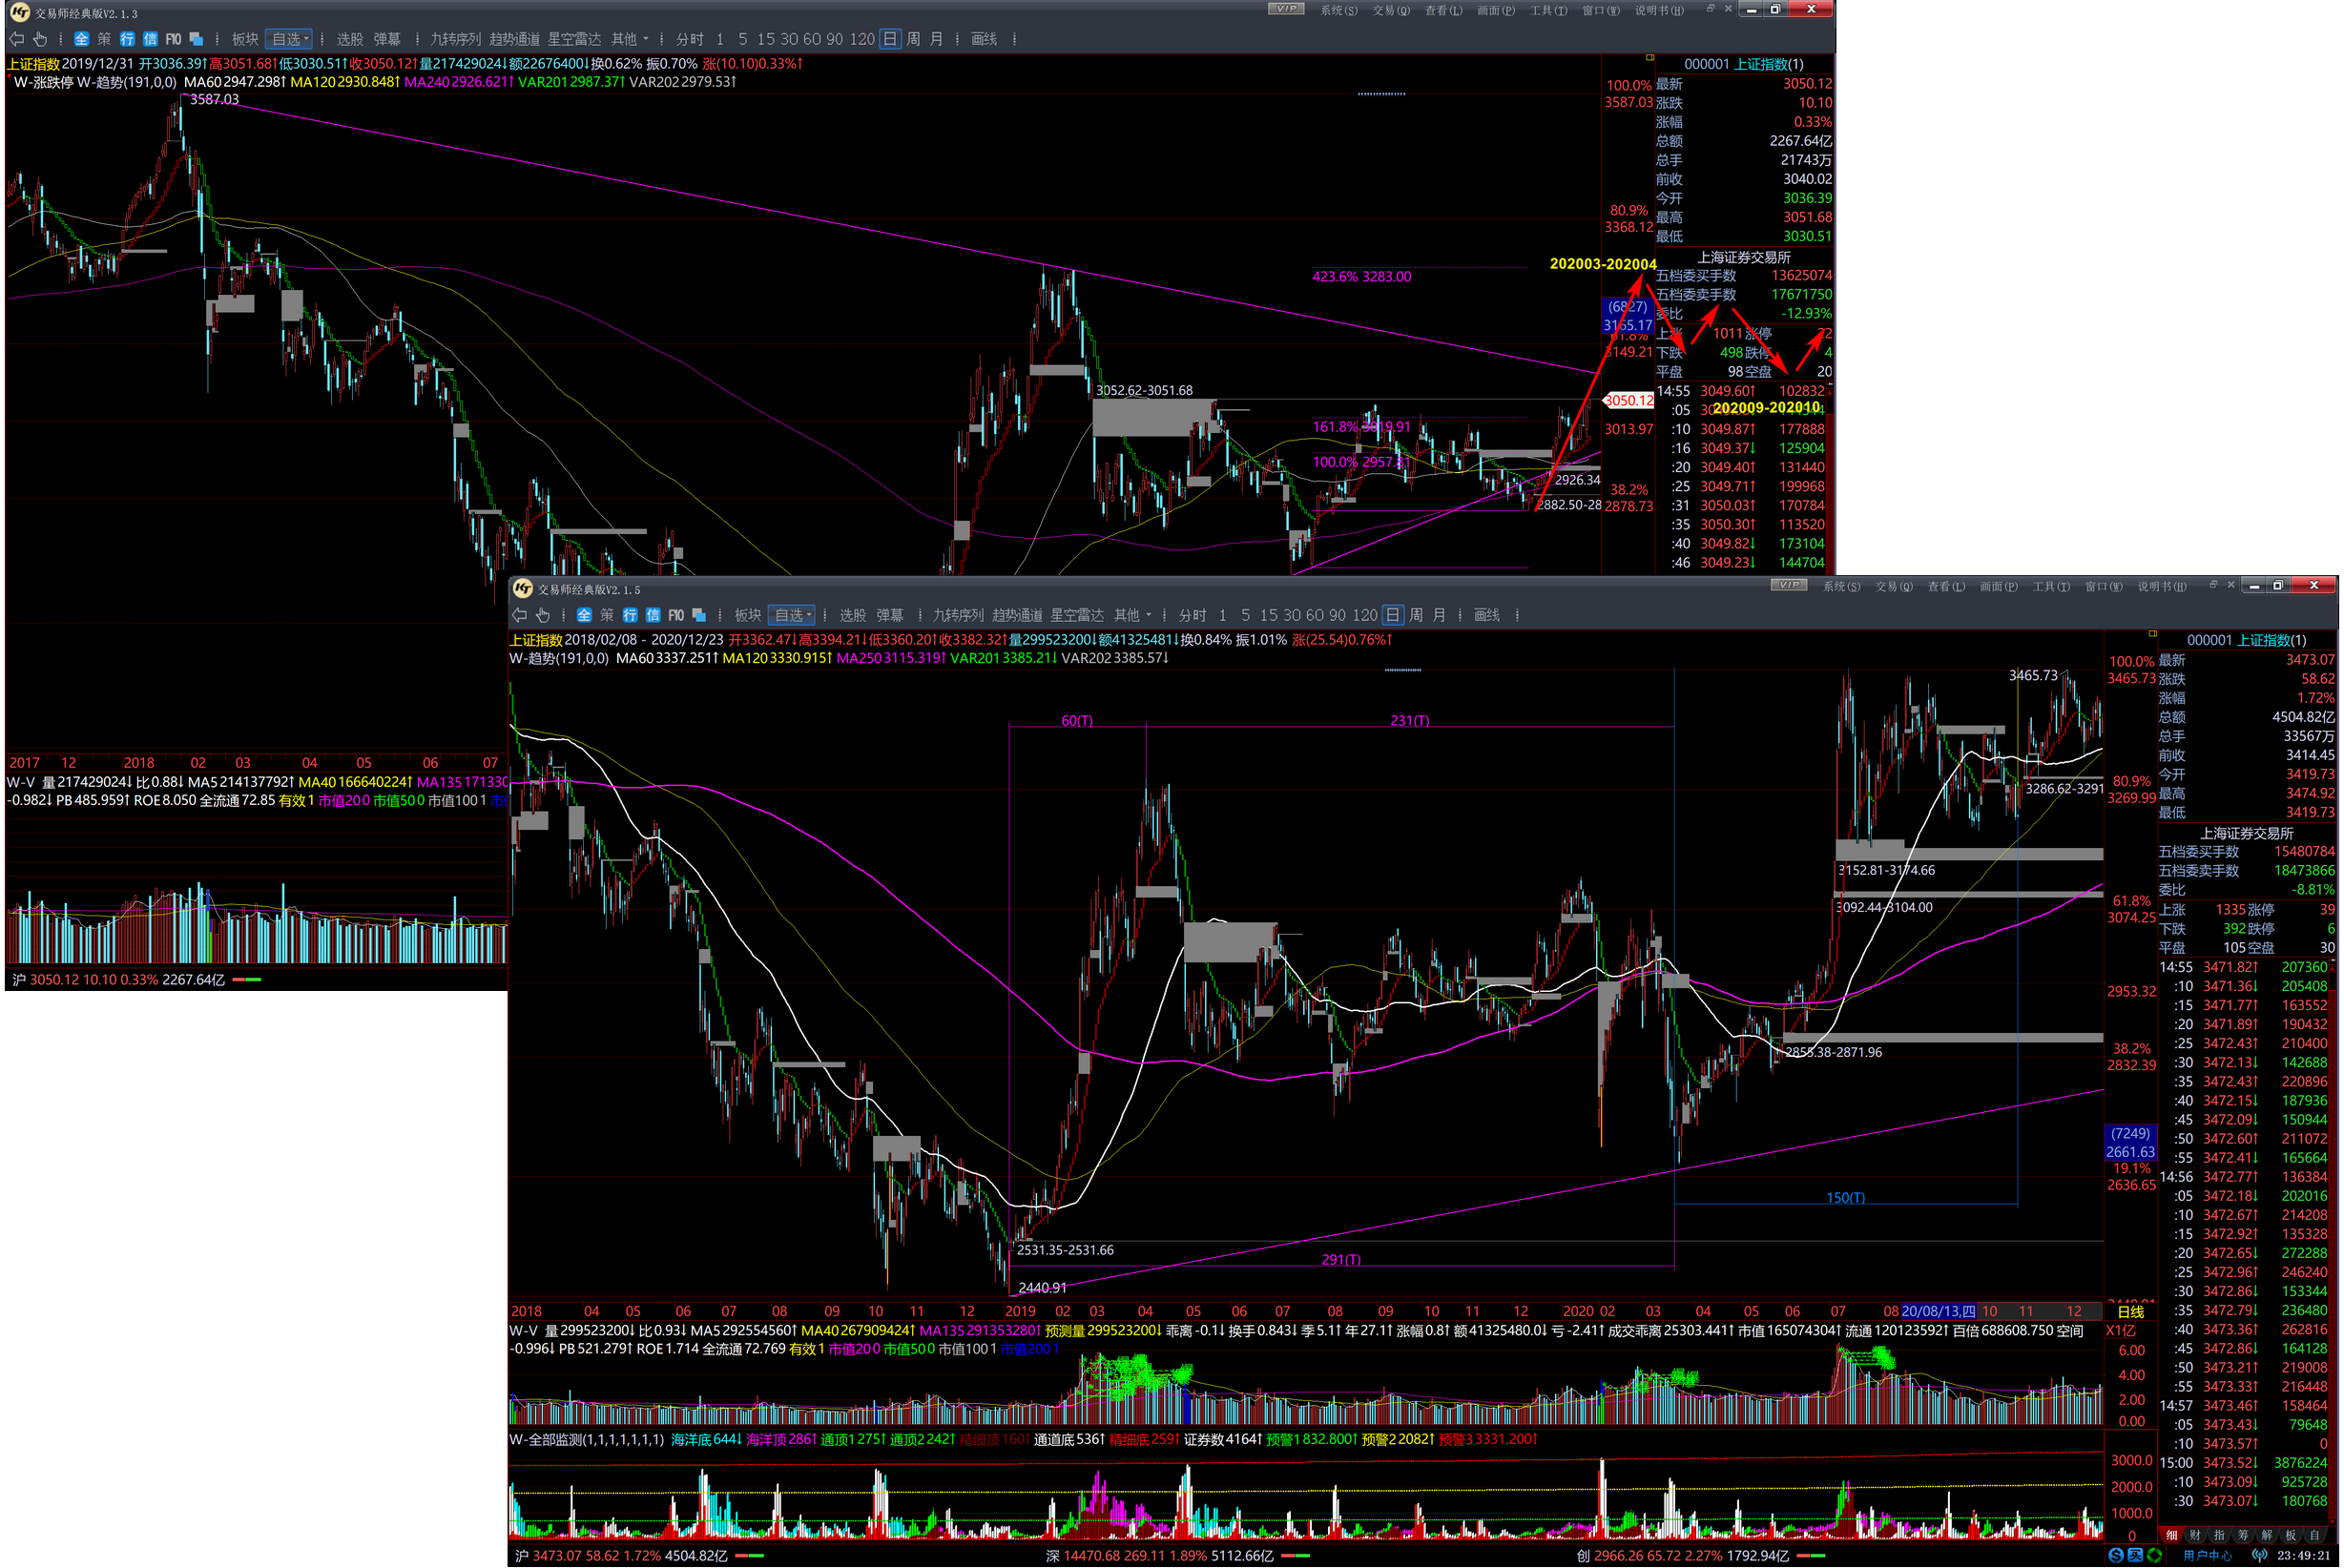 交易师经典版V2.1.3
VIP 系统(S) 交易(Q) 查看(L) 画面(P) 工具(T) 窗口(W) 说明书(H)
全 策 行 信 F10 板块 自选 选股 弹幕 九转序列 趋势通道 星空雷达 其他 分时 1 5 15 30 60 90 120 日 周 月 画线
上证指数 2019/12/31 开3036.39↑ 高3051.68↑ 低3030.51↑ 收3050.12↑ 量217429024↓ 额22676400↓ 换0.62% 振0.70% 涨(10.10)0.33%↑
W-涨跌停 W-趋势(191,0,0) MA60 2947.298↑ MA120 2930.848↑ MA240 2926.621↑ VAR201 2987.37↑ VAR202 2979.53↑
3587.03
100.0%
3587.03
80.9%
3368.12
202003-202004
423.6% 3283.00
(6827)
3165.17
61.8%
3149.21
3052.62-3051.68
3050.12
161.8% 3019.91
3013.97
100.0% 2957.81
2926.34
38.2%
2882.50-28
2878.73
000001 上证指数(1)
最新 3050.12
涨跌 10.10
涨幅 0.33%
总额 2267.64亿
总手 21743万
前收 3040.02
今开 3036.39
最高 3051.68
最低 3030.51
上海证券交易所
五档委买手数 13625074
五档委卖手数 17671750
委比 -12.93%
上涨 1011 涨停 22
下跌 498 跌停 4
平盘 98 空盘 20
14:55 3049.60↑ 102832
:05
202009-202010
:10 3049.87↑ 177888
:16 3049.37↓ 125904
:20 3049.40↑ 131440
:25 3049.71↑ 199968
:31 3050.03↑ 170784
:35 3050.30↑ 113520
:40 3049.82↓ 173104
:46 3049.23↓ 144704
2017 12 2018 02 03 04 05 06 07
W-V 量217429024↓ 比0.88↓ MA5 214137792↑ MA40 166640224↑ MA135 171330
-0.982↓ PB485.959↑ ROE8.050 全流通72.85 有效1 市值200 市值500 市值1001
沪 3050.12 10.10 0.33% 2267.64亿
交易师经典版V2.1.5
VIP 系统(S) 交易(Q) 查看(L) 画面(P) 工具(T) 窗口(W) 说明书(H)
全 策 行 信 F10 板块 自选 选股 弹幕 九转序列 趋势通道 星空雷达 其他 分时 1 5 15 30 60 90 120 日 周 月 画线
上证指数 2018/02/08 - 2020/12/23 开3362.47↓ 高3394.21↓ 低3360.20↑ 收3382.32↑ 量299523200↓ 额41325481↓ 换0.84% 振1.01% 涨(25.54)0.76%↑
W-趋势(191,0,0) MA60 3337.251↑ MA120 3330.915↑ MA250 3115.319↑ VAR201 3385.21↓ VAR202 3385.57↓
60(T)
231(T)
3465.73
100.0%
3465.73
80.9%
3269.99
3286.62-3291
3152.81-3174.66
3092.44-3104.00
61.8%
3074.25
2953.32
38.2%
2832.39
2855.38-2871.96
(7249)
2661.63
19.1%
2636.65
150(T)
2531.35-2531.66
291(T)
2440.91
2018 04 05 06 07 08 09 10 11 12 2019 02 03 04 05 06 07 08 09 10 11 12 2020 02 03 04 05 06 07 08 20/08/13,四 10 11 12 日线
W-V 量299523200↓ 比0.93↓ MA5 292554560↑ MA40 267909424↑ MA135 291353280↑ 预测量299523200↓ 乖离-0.1↓ 换手0.843↓ 季5.1↑ 年27.1↑ 涨幅0.8↑ 额41325480.0↓ 亏-2.41↑ 成交乖离25303.441↑ 市值165074304↑ 流通120123592↑ 百倍688608.750 空间
-0.996↓ PB521.279↑ ROE1.714 全流通72.769 有效1 市值200 市值500 市值1001 市值2001
X1亿
6.00
4.00
2.00
0.00
W-全部监测(1,1,1,1,1,1,1) 海洋底644↓ 海洋顶286↑ 通顶1 275↑ 通顶2 242↑ 精细顶160↑ 通道底536↑ 精细底259↑ 证券数4164↑ 预警1 832.800↑ 预警2 2082↑ 预警3 3331.200↑
3000.0
2000.0
1000.0
0
沪 3473.07 58.62 1.72% 4504.82亿 深 14470.68 269.11 1.89% 5112.66亿 创 2966.26 65.72 2.27% 1792.94亿
000001 上证指数(1)
最新 3473.07
涨跌 58.62
涨幅 1.72%
总额 4504.82亿
总手 33567万
前收 3414.45
今开 3419.73
最高 3474.92
最低 3419.73
上海证券交易所
五档委买手数 15480784
五档委卖手数 18473866
委比 -8.81%
上涨 1335 涨停 39
下跌 392 跌停 6
平盘 105 空盘 30
14:55 3471.82↑ 207360
:10 3471.36↓ 205408
:15 3471.77↑ 163552
:20 3471.89↑ 190432
:25 3472.43↑ 210400
:30 3472.13↓ 142688
:35 3472.43↑ 220896
:40 3472.15↓ 187936
:45 3472.09↓ 150944
:50 3472.60↑ 211072
:55 3472.41↓ 165664
14:56 3472.77↑ 136384
:05 3472.18↓ 202016
:10 3472.67↑ 214208
:15 3472.92↑ 135328
:20 3472.65↓ 272288
:25 3472.96↑ 246240
:30 3472.86↓ 153344
:35 3472.79↓ 236480
:40 3473.36↑ 262816
:45 3472.86↓ 164128
:50 3473.21↑ 219008
:55 3473.33↑ 216448
14:57 3473.46↑ 158464
:05 3473.43↓ 79648
:10 3473.57↑ 0
15:00 3473.52↓ 3876224
:10 3473.09↓ 925728
:30 3473.07↓ 180768
细 财 指 筹 解 板 自
用户中心 23:49:21